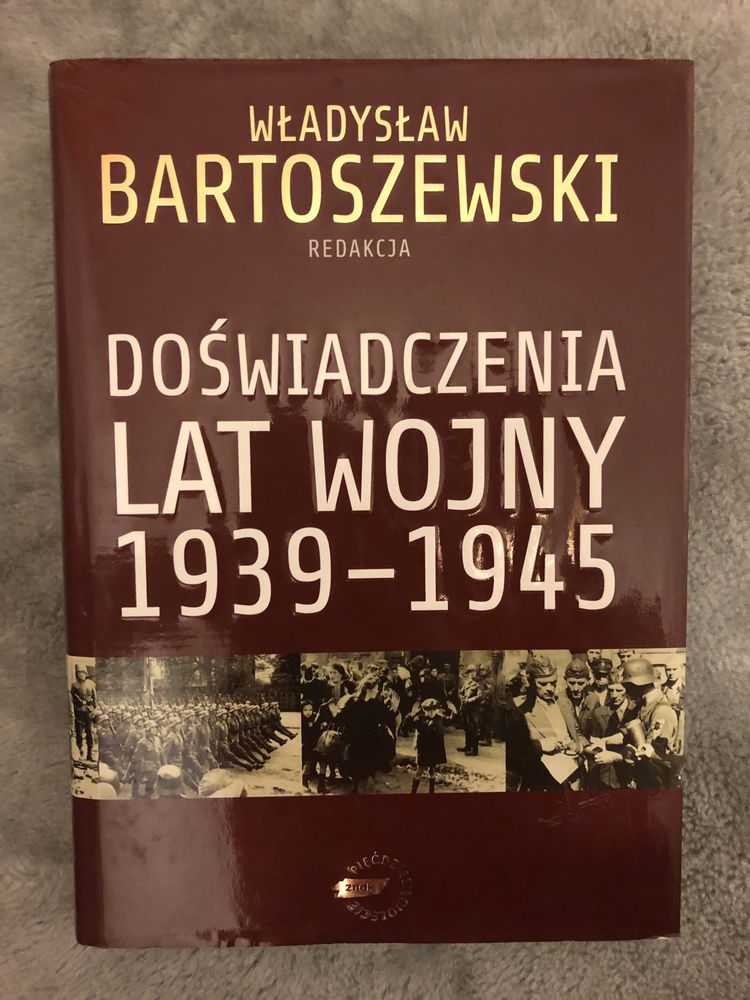 WŁADYSŁAW
BARTOSZEWSKI
REDAKCJA
DOŚWIADCZENIA
LAT WOJNY
1939–1945
znak